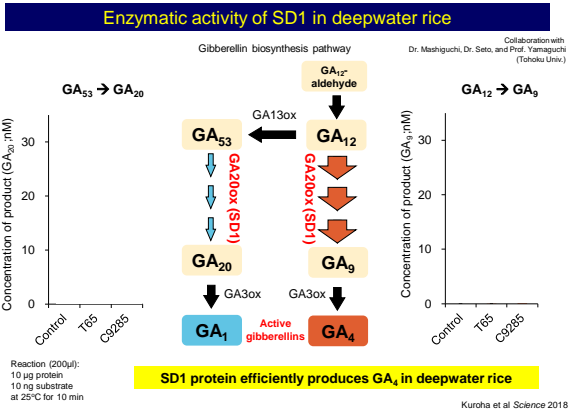 Enzymatic activity of SD1 in deepwater rice
Collaboration with
Dr. Mashiguchi, Dr. Seto, and Prof. Yamaguchi
(Tohoku Univ.)
Gibberellin biosynthesis pathway
GA53 → GA20
Concentration of product (GA20 ;nM)
30
20
10
0
Control
T65
C9285
GA12-
aldehyde
GA13ox
GA53
GA12
GA20ox (SD1)
GA20ox (SD1)
GA20
GA9
GA3ox
GA3ox
GA1
Active
gibberellins
GA4
GA12 → GA9
Concentration of product (GA9 ;nM)
30
20
10
0
Control
T65
C9285
Reaction (200µl):
10 µg protein
10 ng substrate
at 25ºC for 10 min
SD1 protein efficiently produces GA4 in deepwater rice
Kuroha et al Science 2018